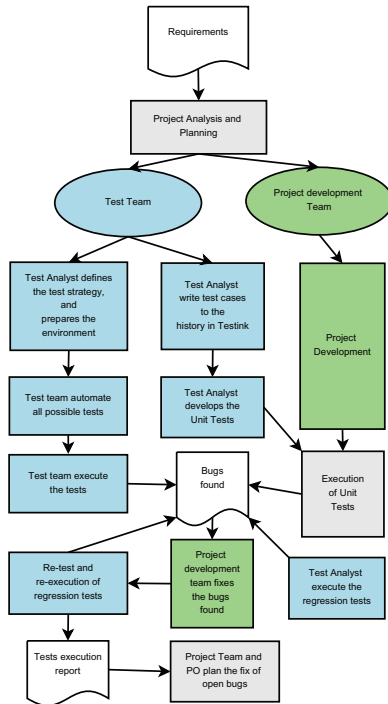 Requirements
Project Analysis and
Planning
Test Team
Project development
Team
Test Analyst defines
the test strategy,
and
prepares the
environment
Test Analyst
write test cases
to the
history in Testink
Project
Development
Test team automate
all possible tests
Test Analyst
develops the
Unit Tests
Test team execute
the tests
Bugs
found
Execution
of Unit
Tests
Re-test and
re-execution of
regression tests
Project
development
team fixes
the bugs
found
Test Analyst
execute the
regression tests
Tests execution
report
Project Team and
PO plan the fix of
open bugs